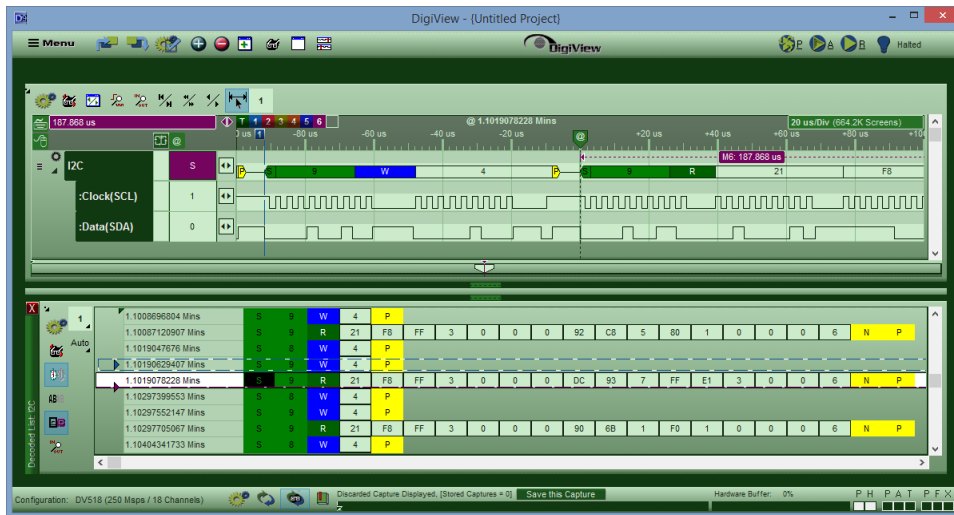 DigiView - {Untitled Project}
Menu DigiView P A R Halted
1
187.868 us T 1 2 3 4 5 6 @ 1.1019078228 Mins 20 us/Div (664.2K Screens)
@ 0 us 1 -80 us -60 us -40 us -20 us @ +20 us +40 us +60 us +80 us +10
M6: 187.868 us
I2C S P S 9 W 4 P S 9 R 21 F8
:Clock(SCL) 1
:Data(SDA) 0
X 1 Auto
Decoded List: I2C
1.1008696804 Mins S 9 W 4 P
1.10087120907 Mins S 9 R 21 F8 FF 3 0 0 0 92 C8 5 80 1 0 0 0 6 N P
1.1019047676 Mins S 8 W 4 P
1.10190629407 Mins S 9 W 4 P
1.1019078228 Mins S 9 R 21 F8 FF 3 0 0 0 DC 93 7 FF E1 3 0 0 0 6 N P
1.10297399553 Mins S 8 W 4 P
1.10297552147 Mins S 9 W 4 P
1.10297705067 Mins S 9 R 21 F8 FF 3 0 0 0 90 6B 1 F0 1 0 0 0 6 N P
1.10404341733 Mins S 8 W 4 P
Configuration: DV518 (250 Msps / 18 Channels) Discarded Capture Displayed, [Stored Captures = 0] Save this Capture Hardware Buffer: 0% P H P A T P F X